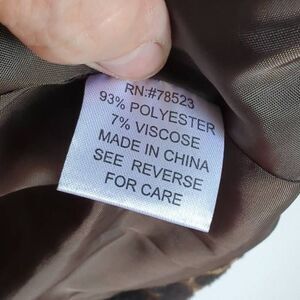 RN:#78523
93% POLYESTER
7% VISCOSE
MADE IN CHINA
SEE REVERSE
FOR CARE